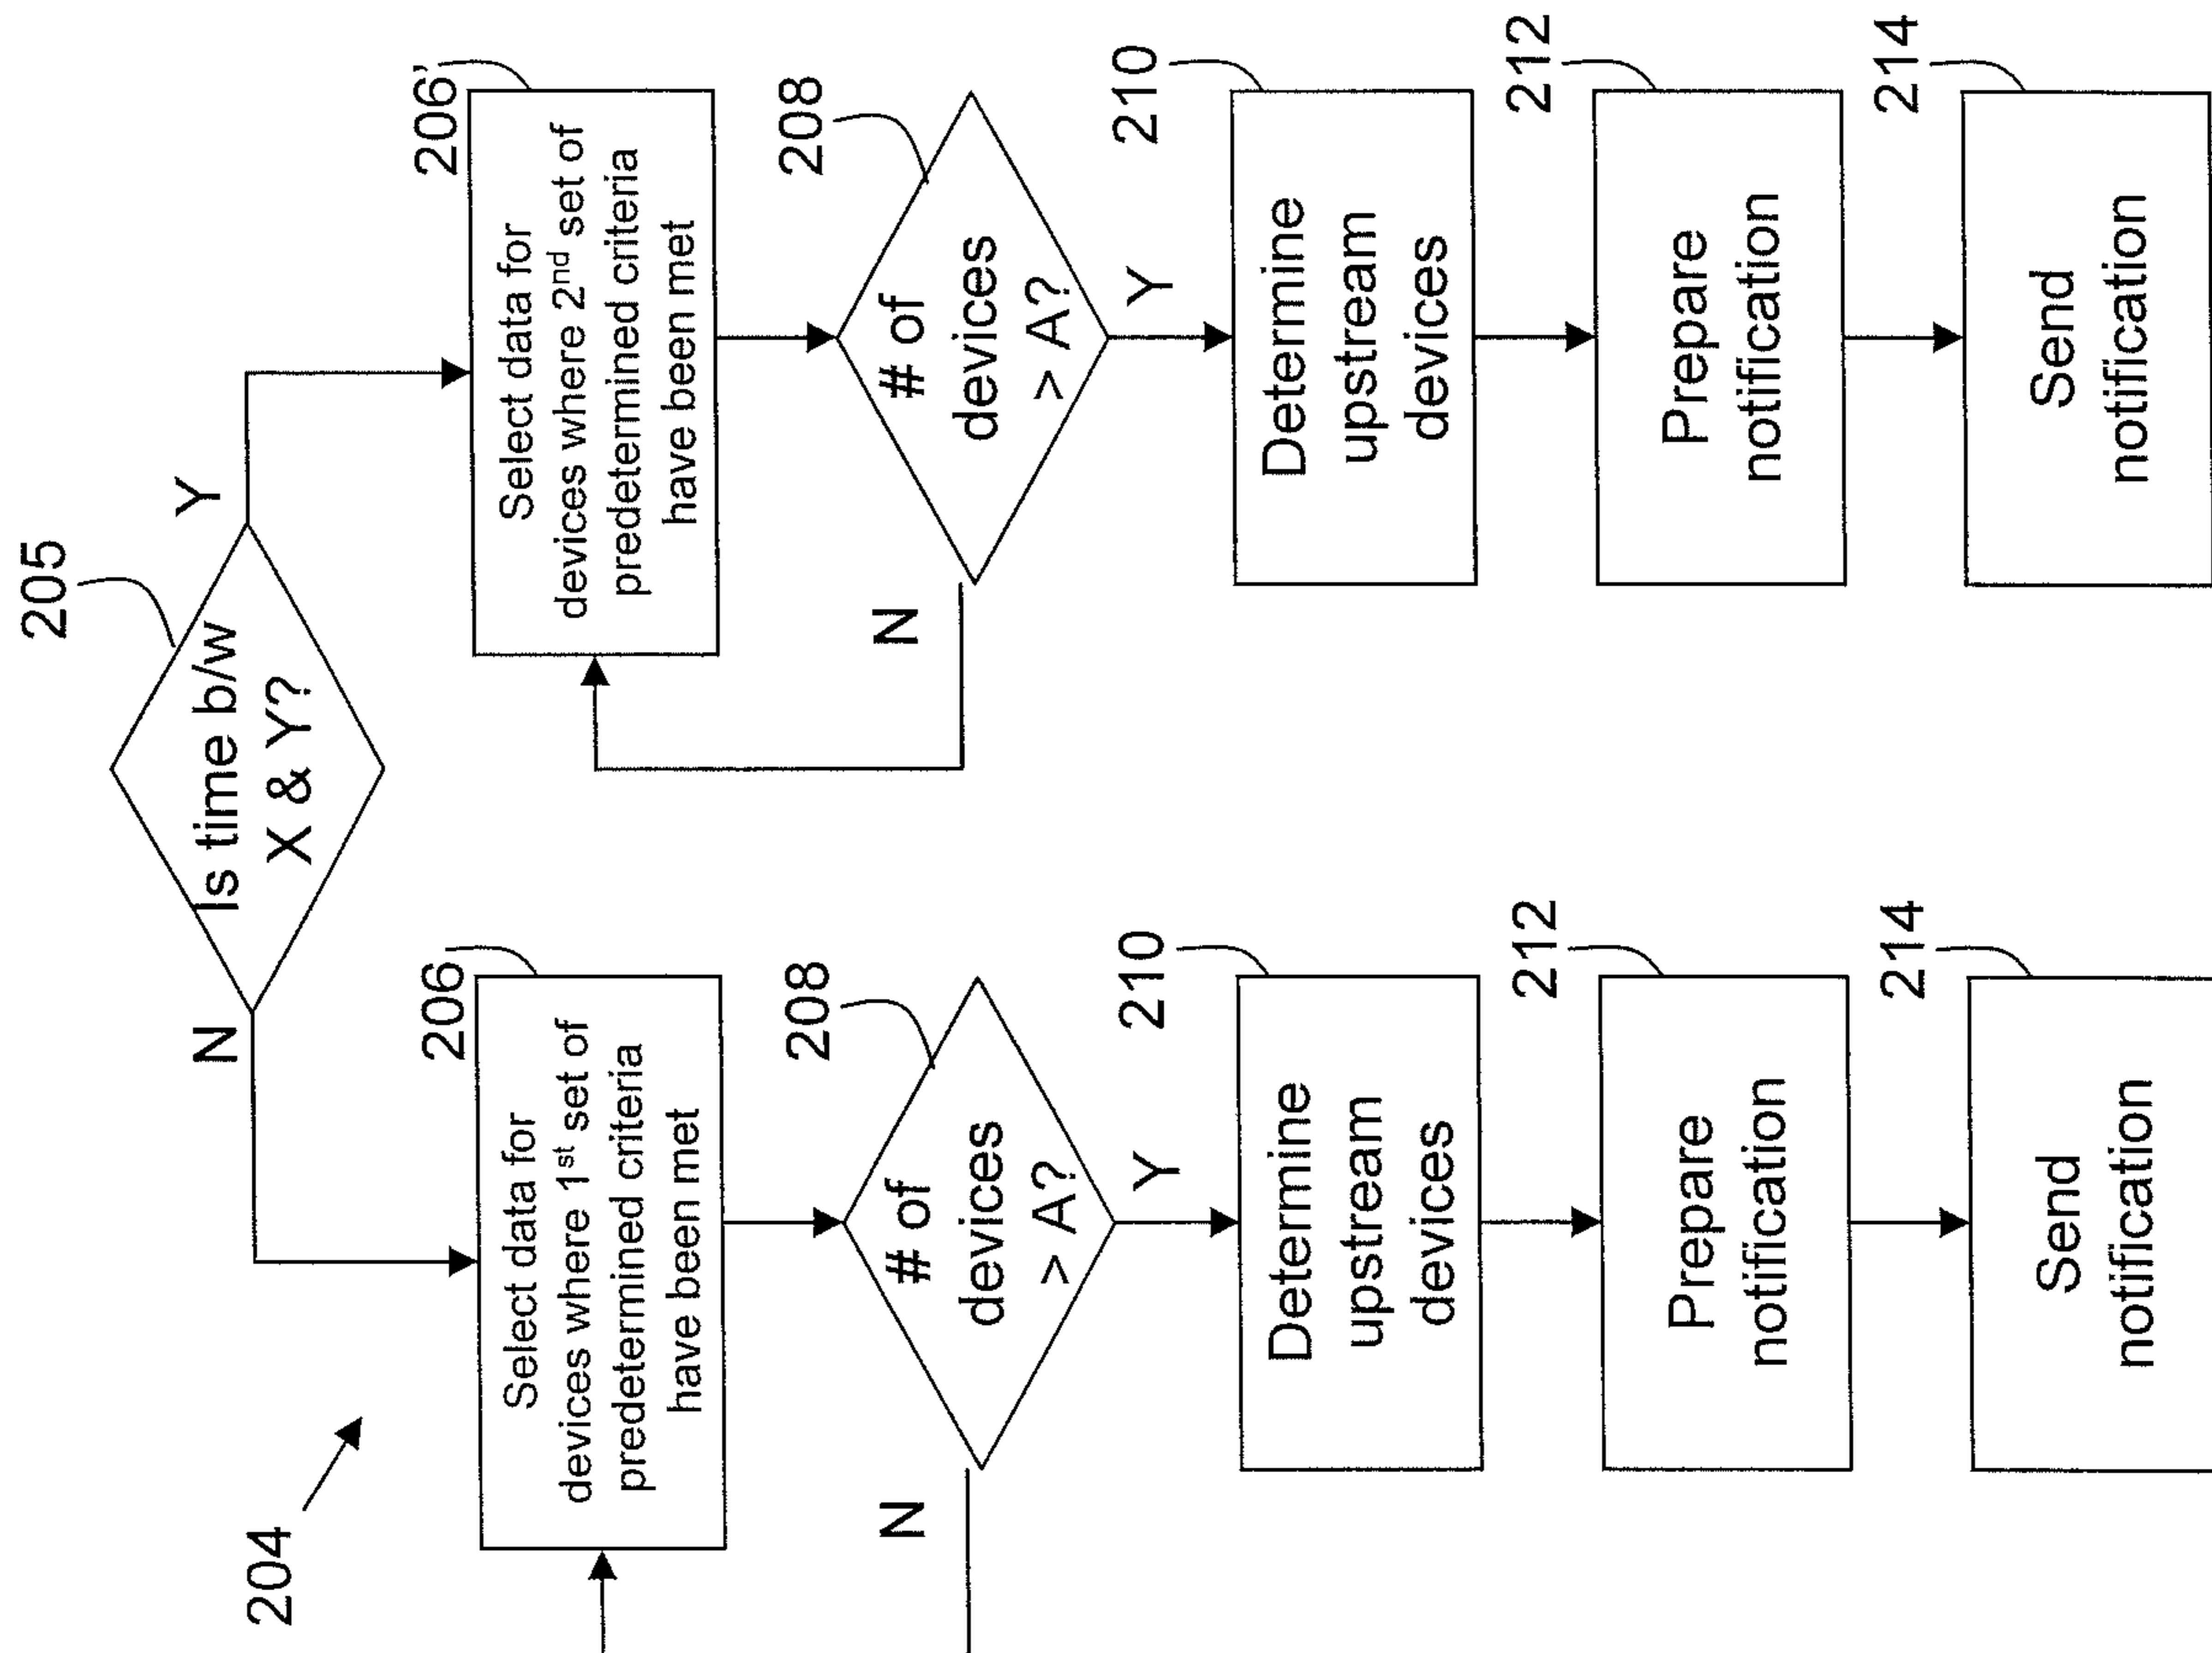 204
205
Is time b/w
X & Y?
N
Y
206
Select data for
devices where 1st set of
predetermined criteria
have been met
208
# of
devices
> A?
N
Y
210
Determine
upstream
devices
212
Prepare
notification
214
Send
notification
206’
Select data for
devices where 2nd set of
predetermined criteria
have been met
208
# of
devices
> A?
N
Y
210
Determine
upstream
devices
212
Prepare
notification
214
Send
notification